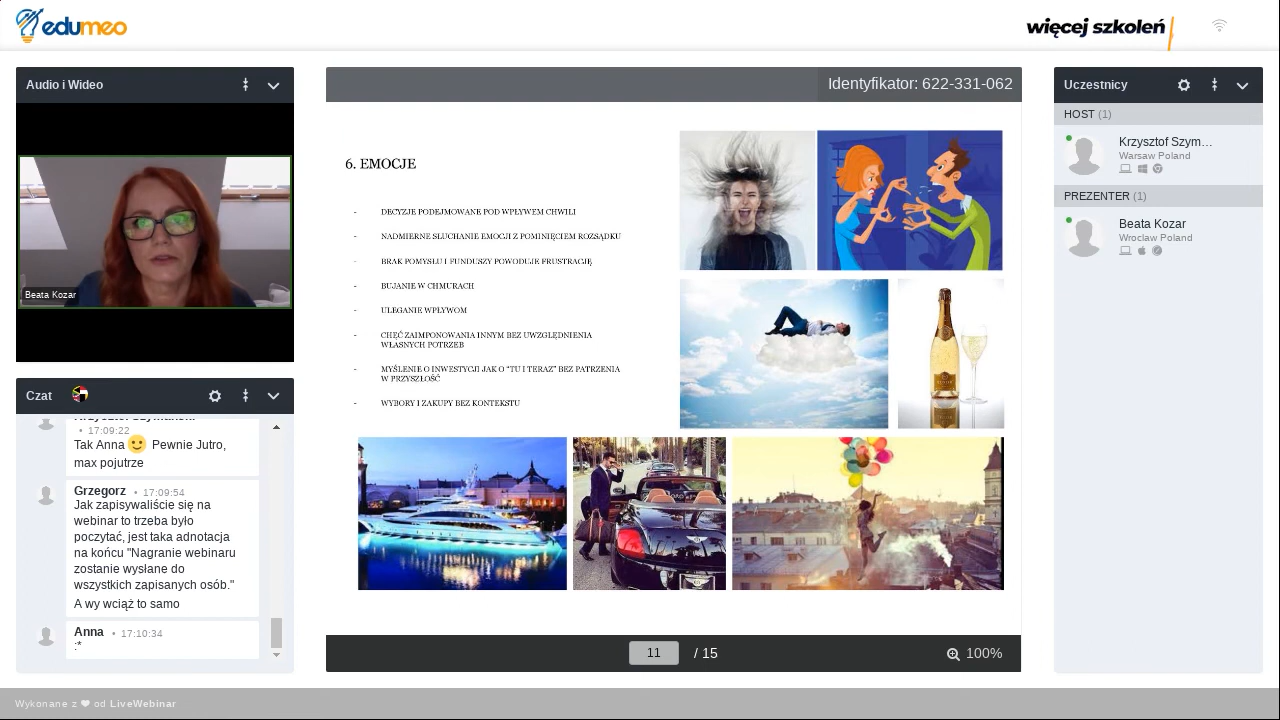 edumeo
więcej szkoleń
Audio i Wideo
Beata Kozar
Czat
17:09:22
Tak Anna Pewnie Jutro,
max pojutrze
Grzegorz • 17:09:54
Jak zapisywaliście się na
webinar to trzeba było
poczytać, jest taka adnotacja
na końcu "Nagranie webinaru
zostanie wysłane do
wszystkich zapisanych osób."
A wy wciąż to samo
Anna • 17:10:34
:*
Identyfikator: 622-331-062
6. EMOCJE
- DECYZJE PODEJMOWANE POD WPŁYWEM CHWILI
- NADMIERNE SŁUCHANIE EMOCJI Z POMINIĘCIEM ROZSĄDKU
- BRAK POMYSŁU I FUNDUSZY POWODUJE FRUSTRACJĘ
- BUJANIE W CHMURACH
- ULEGANIE WPŁYWOM
- CHĘĆ ZAIMPONOWANIA INNYM BEZ UWZGLĘDNIENIA
WŁASNYCH POTRZEB
- MYŚLENIE O INWESTYCJI JAK O "TU I TERAZ" BEZ PATRZENIA
W PRZYSZŁOŚĆ
- WYBORY I ZAKUPY BEZ KONTEKSTU
11 / 15
100%
Uczestnicy
HOST (1)
Krzysztof Szym…
Warsaw Poland
PREZENTER (1)
Beata Kozar
Wroclaw Poland
Wykonane z ❤ od LiveWebinar